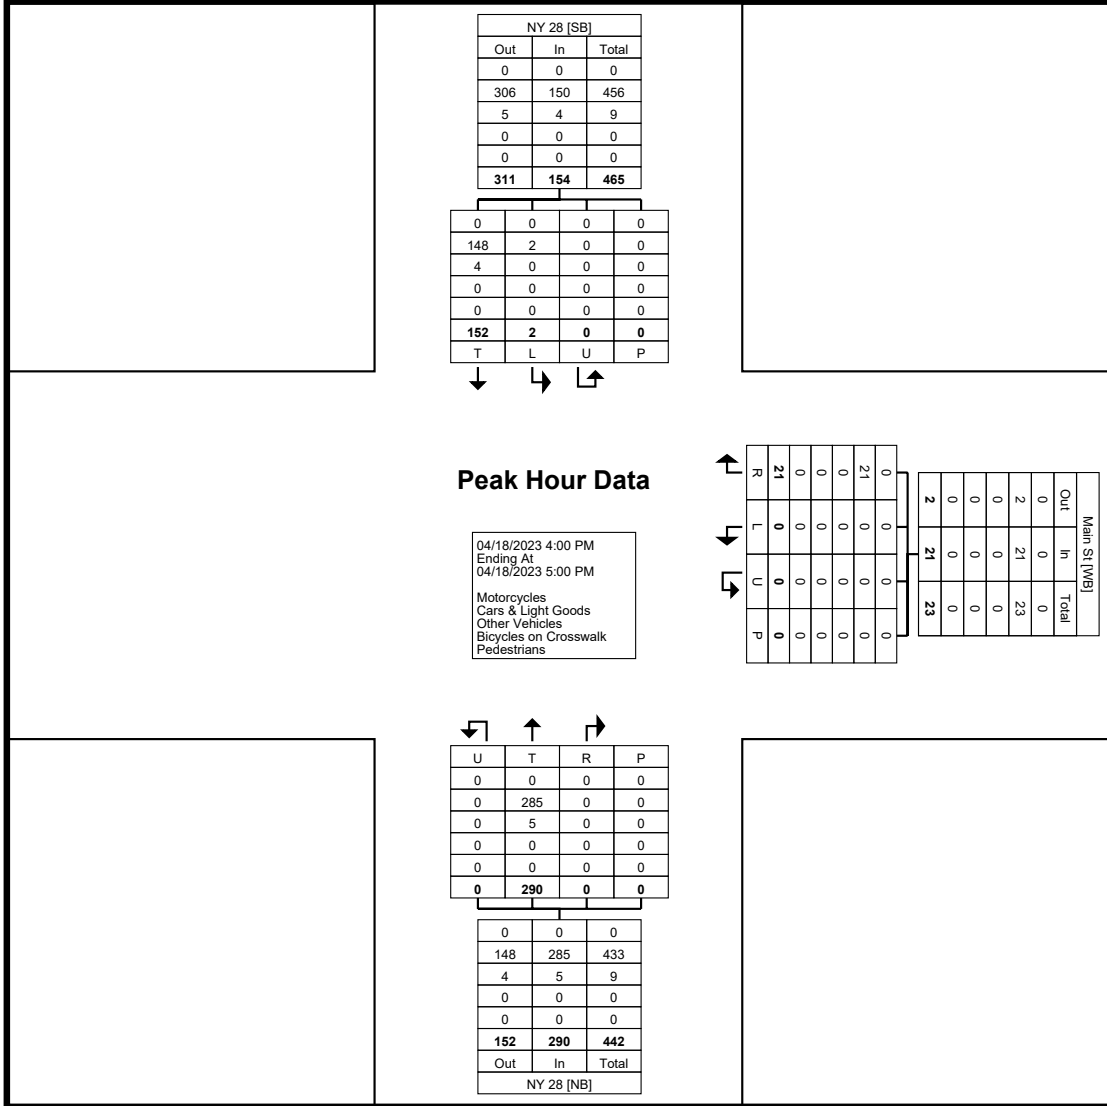 NY 28 [SB]
Out In Total
0 0 0
306 150 456
5 4 9
0 0 0
0 0 0
311 154 465
0 0 0 0
148 2 0 0
4 0 0 0
0 0 0 0
0 0 0 0
152 2 0 0
T L U P
Peak Hour Data
04/18/2023 4:00 PM
Ending At
04/18/2023 5:00 PM
Motorcycles
Cars & Light Goods
Other Vehicles
Bicycles on Crosswalk
Pedestrians
Main St [WB]
Out In Total
0 0 0
2 21 23
0 0 0
0 0 0
0 0 0
2 21 23
0 0 0 0
21 0 0 0
0 0 0 0
0 0 0 0
0 0 0 0
21 0 0 0
R L U P
U T R P
0 0 0 0
0 285 0 0
0 5 0 0
0 0 0 0
0 0 0 0
0 290 0 0
0 0 0
148 285 433
4 5 9
0 0 0
0 0 0
152 290 442
Out In Total
NY 28 [NB]